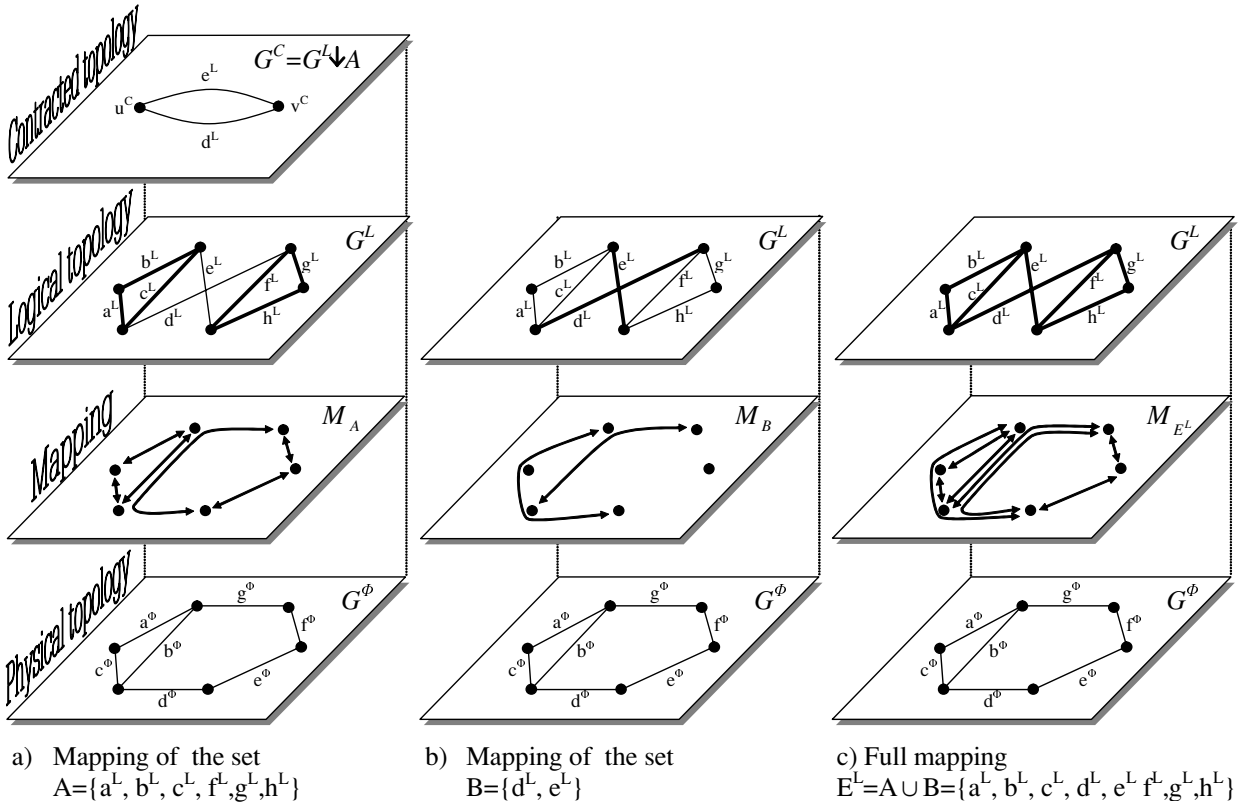 Contracted topology
G^C=G^L↓A
e^L
u^C
v^C
d^L
Logical topology
G^L
b^L
e^L
g^L
c^L
f^L
a^L
d^L
h^L
G^L
b^L
e^L
g^L
c^L
f^L
a^L
d^L
h^L
G^L
b^L
e^L
g^L
c^L
f^L
a^L
d^L
h^L
Mapping
M_A
M_B
M_{E^L}
Physical topology
g^Φ
G^Φ
a^Φ
f^Φ
b^Φ
c^Φ
e^Φ
d^Φ
g^Φ
G^Φ
a^Φ
f^Φ
b^Φ
c^Φ
e^Φ
d^Φ
g^Φ
G^Φ
a^Φ
f^Φ
b^Φ
c^Φ
e^Φ
d^Φ
a) Mapping of the set
A={a^L, b^L, c^L, f^L,g^L,h^L}
b) Mapping of the set
B={d^L, e^L}
c) Full mapping
E^L=A∪B={a^L, b^L, c^L, d^L, e^L f^L,g^L,h^L}